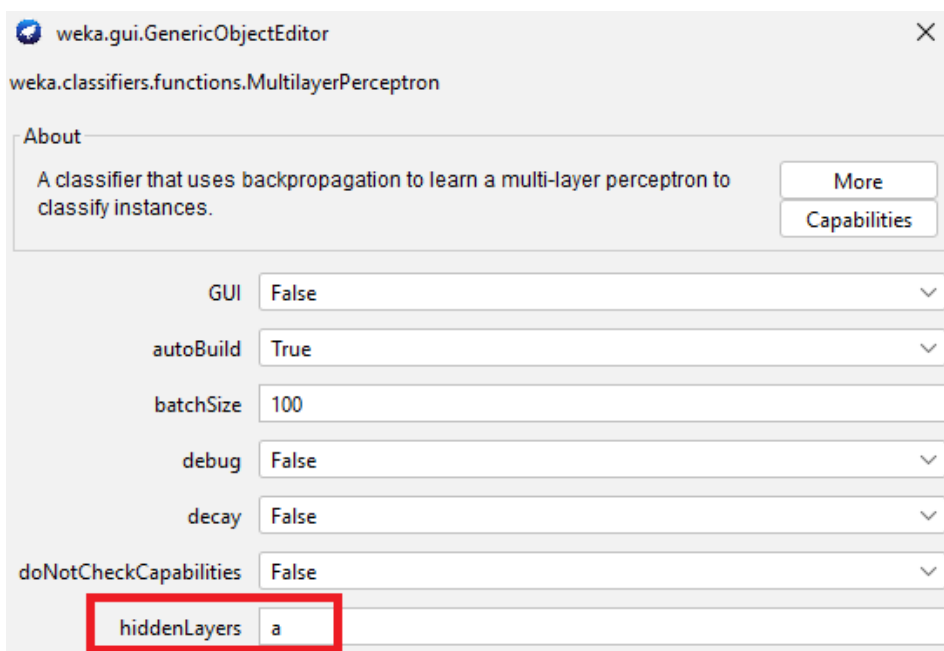 weka.gui.GenericObjectEditor
weka.classifiers.functions.MultilayerPerceptron
About
A classifier that uses backpropagation to learn a multi-layer perceptron to
classify instances.
More
Capabilities
GUI False
autoBuild True
batchSize 100
debug False
decay False
doNotCheckCapabilities False
hiddenLayers a